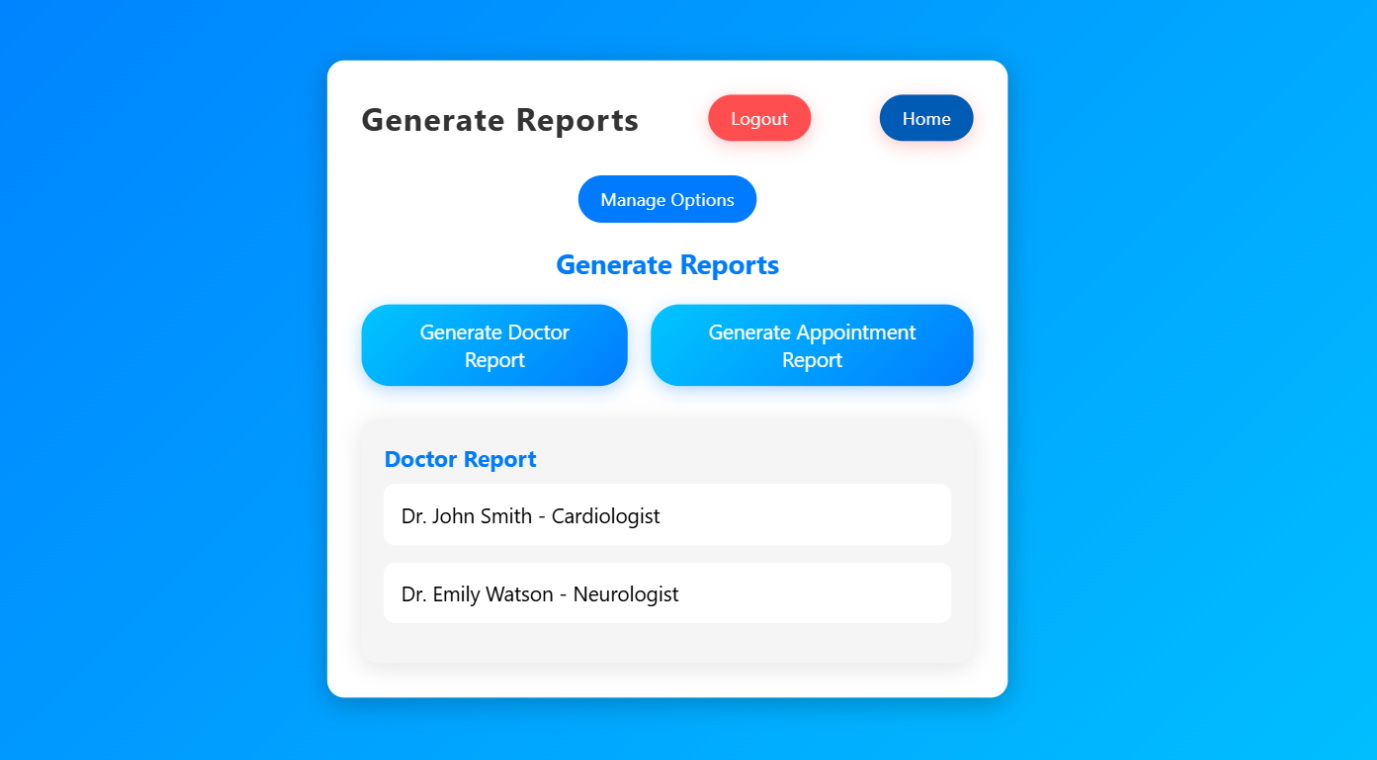 Generate Reports
Logout
Home
Manage Options
Generate Reports
Generate Doctor
Report
Generate Appointment
Report
Doctor Report
Dr. John Smith - Cardiologist
Dr. Emily Watson - Neurologist